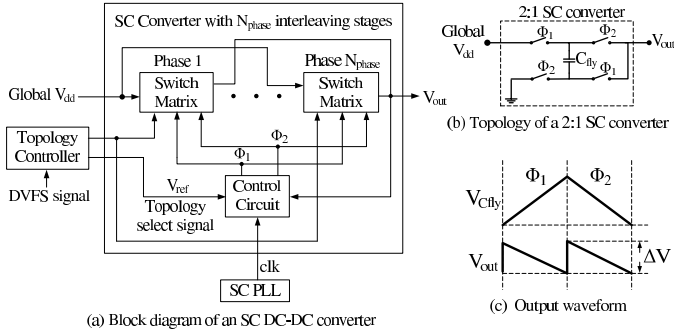 SC Converter with Nphase interleaving stages
Phase 1
Phase Nphase
Switch
Matrix
Switch
Matrix
Global Vdd
Vout
Topology
Controller
DVFS signal
Φ2
Φ1
Vref
Topology
select signal
Control
Circuit
clk
SC PLL
(a) Block diagram of an SC DC-DC converter
2:1 SC converter
Global
Vdd
Φ1
Φ2
Vout
Cfly
Φ2
Φ1
(b) Topology of a 2:1 SC converter
Φ1
Φ2
VCfly
Vout
ΔV
(c) Output waveform